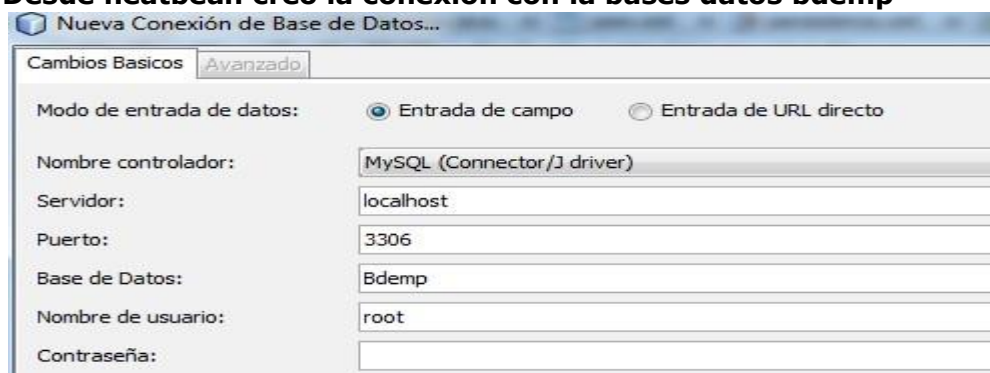 Desde neatbean creo la conexión con la bases datos bdemp
Nueva Conexión de Base de Datos...
Cambios Basicos Avanzado
Modo de entrada de datos: Entrada de campo Entrada de URL directo
Nombre controlador: MySQL (Connector/J driver)
Servidor: localhost
Puerto: 3306
Base de Datos: Bdemp
Nombre de usuario: root
Contraseña: